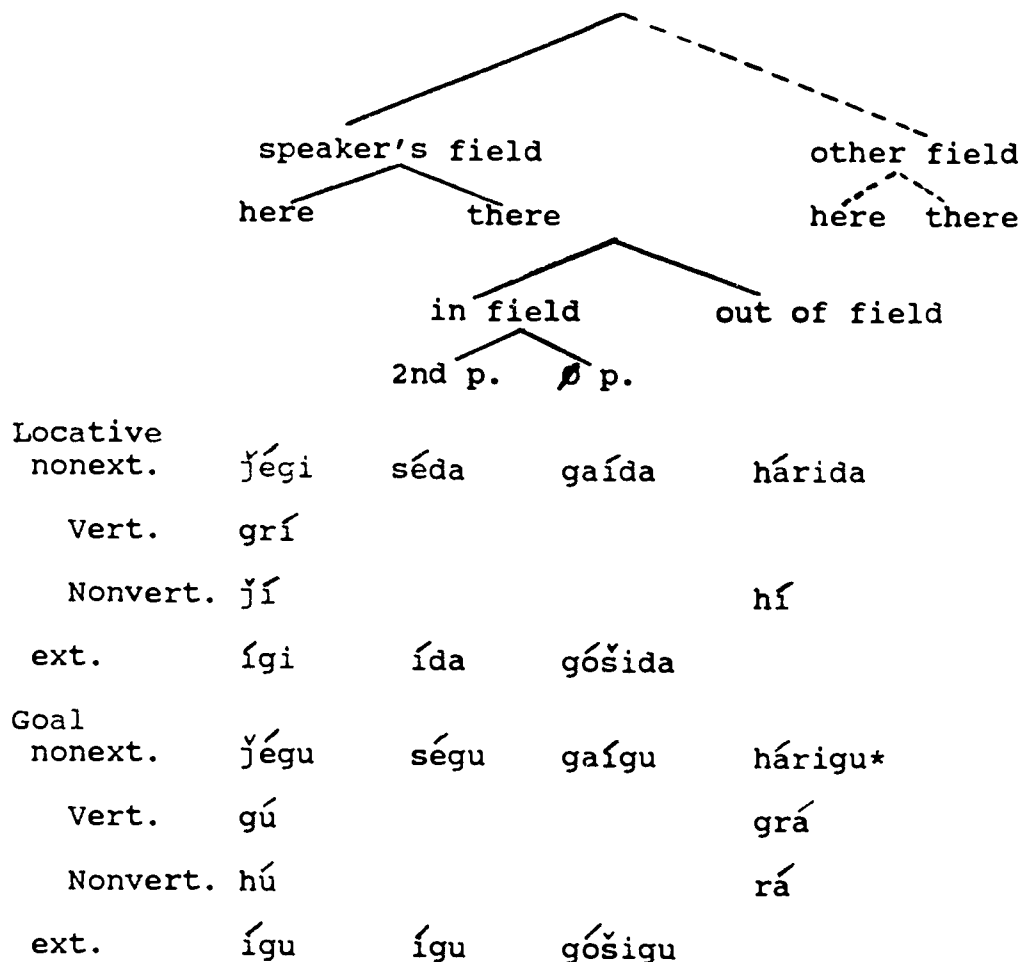 speaker's field other field
here there here there
in field out of field
2nd p. ø p.
Locative
nonext. ǰégi séda gaída hárida
Vert. grí
Nonvert. ǰí hí
ext. ígi ída góšida
Goal
nonext. ǰégu ségu gaígu hárigu*
Vert. gú grá
Nonvert. hú rá
ext. ígu ígu góšigu